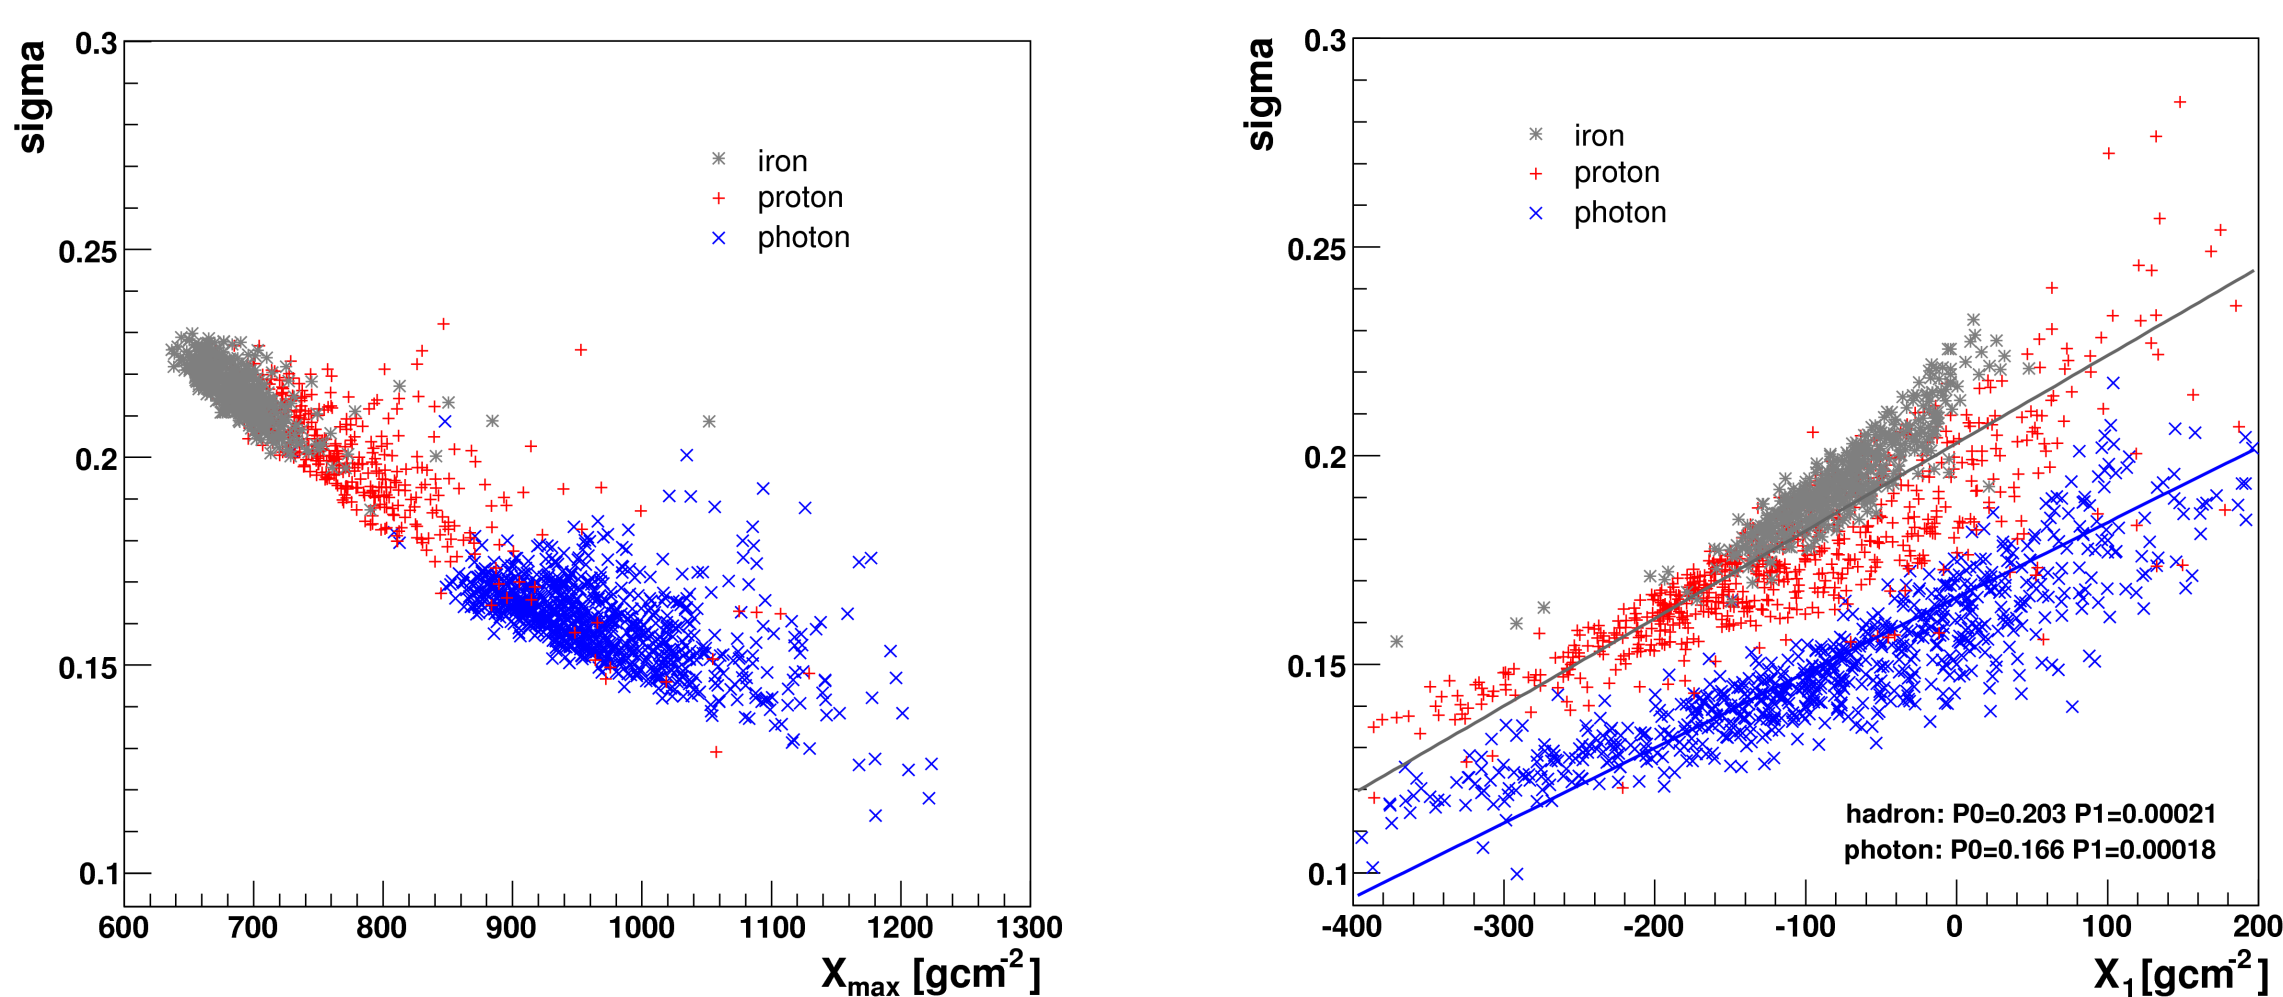 sigma
0.3
0.25
0.2
0.15
0.1
iron
proton
photon
600 700 800 900 1000 1100 1200 1300
Xmax [gcm-2]
sigma
0.3
0.25
0.2
0.15
0.1
iron
proton
photon
hadron: P0=0.203 P1=0.00021
photon: P0=0.166 P1=0.00018
-400 -300 -200 -100 0 100 200
X1[gcm-2]